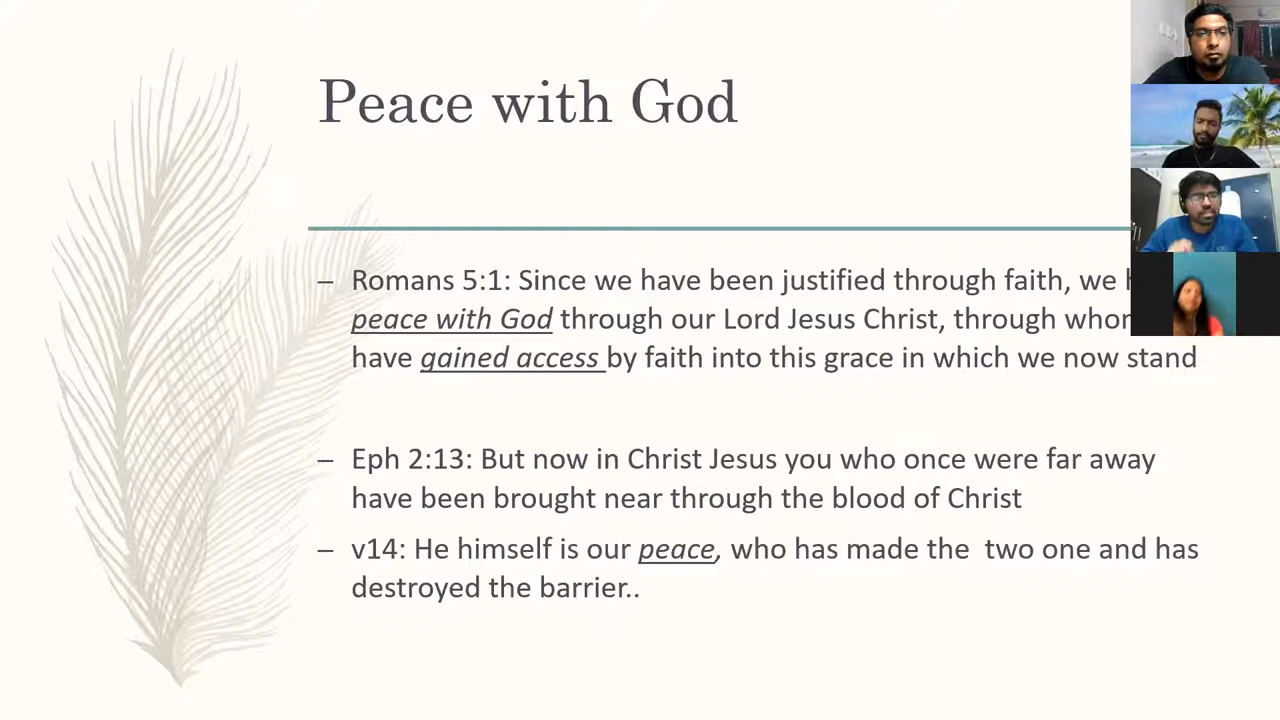 Peace with God
– Romans 5:1: Since we have been justified through faith, we
peace with God through our Lord Jesus Christ, through
have gained access by faith into this grace in which we now stand
– Eph 2:13: But now in Christ Jesus you who once were far away
have been brought near through the blood of Christ
– v14: He himself is our peace, who has made the two one and has
destroyed the barrier..